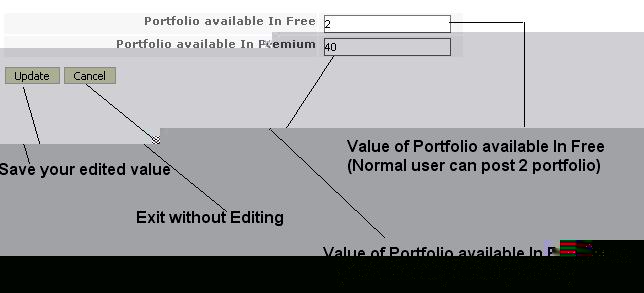 Portfolio available In Free 2
Portfolio available In Premium 40
Update Cancel
Value of Portfolio available In Free
(Normal user can post 2 portfolio)
Save your edited value
Exit without Editing
Value of Portfolio available In